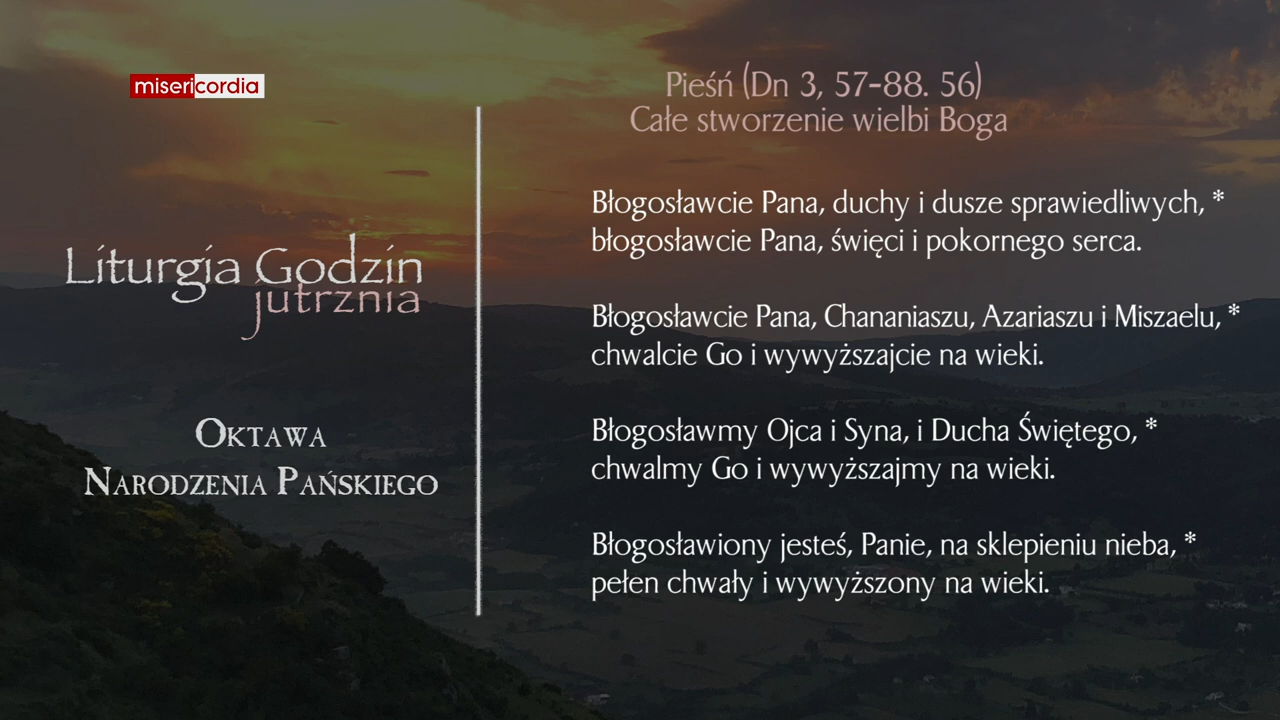 misericordia
Liturgia Godzin
jutrznia
Oktawa
Narodzenia Pańskiego
Pieśń (Dn 3, 57-88. 56)
Całe stworzenie wielbi Boga
Błogosławcie Pana, duchy i dusze sprawiedliwych, *
błogosławcie Pana, święci i pokornego serca.
Błogosławcie Pana, Chananiaszu, Azariaszu i Miszaelu, *
chwalcie Go i wywyższajcie na wieki.
Błogosławmy Ojca i Syna, i Ducha Świętego, *
chwalmy Go i wywyższajmy na wieki.
Błogosławiony jesteś, Panie, na sklepieniu nieba, *
pełen chwały i wywyższony na wieki.